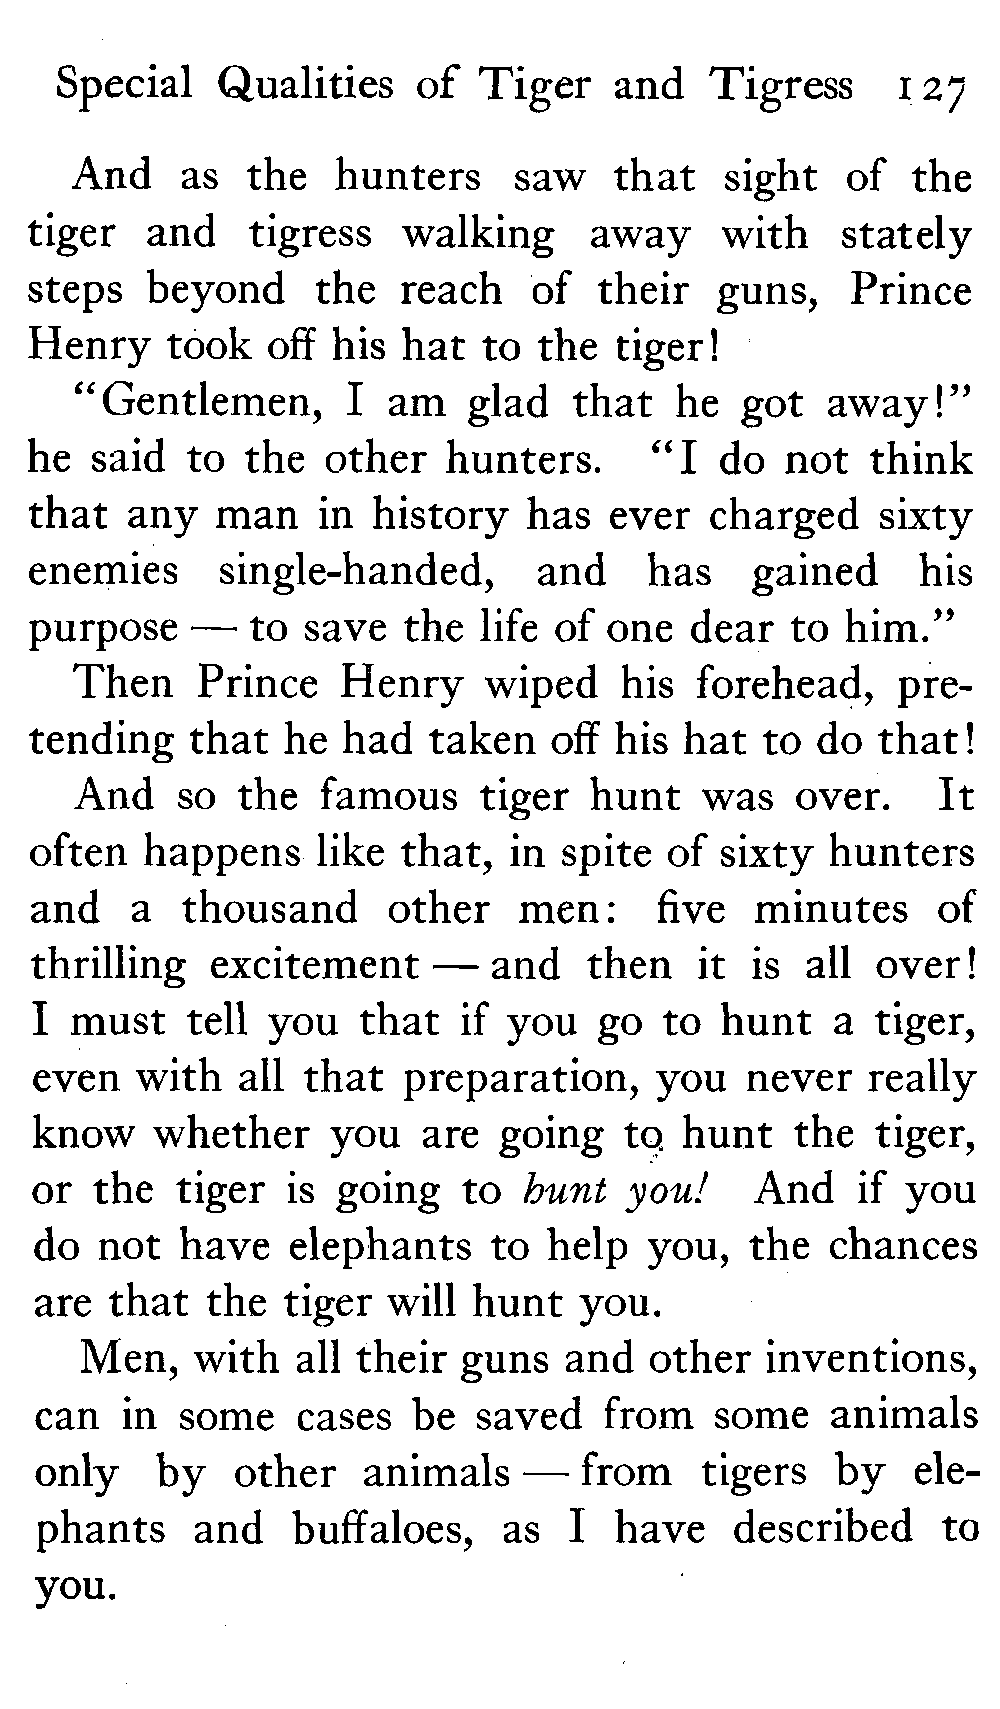 Special Qualities of Tiger and Tigress 127
And as the hunters saw that sight of the
tiger and tigress walking away with stately
steps beyond the reach of their guns, Prince
Henry took off his hat to the tiger!
“Gentlemen, I am glad that he got away!”
he said to the other hunters. “I do not think
that any man in history has ever charged sixty
enemies single-handed, and has gained his
purpose — to save the life of one dear to him.”
Then Prince Henry wiped his forehead, pre-
tending that he had taken off his hat to do that!
And so the famous tiger hunt was over. It
often happens like that, in spite of sixty hunters
and a thousand other men: five minutes of
thrilling excitement — and then it is all over!
I must tell you that if you go to hunt a tiger,
even with all that preparation, you never really
know whether you are going to hunt the tiger,
or the tiger is going to hunt you! And if you
do not have elephants to help you, the chances
are that the tiger will hunt you.
Men, with all their guns and other inventions,
can in some cases be saved from some animals
only by other animals — from tigers by ele-
phants and buffaloes, as I have described to
you.